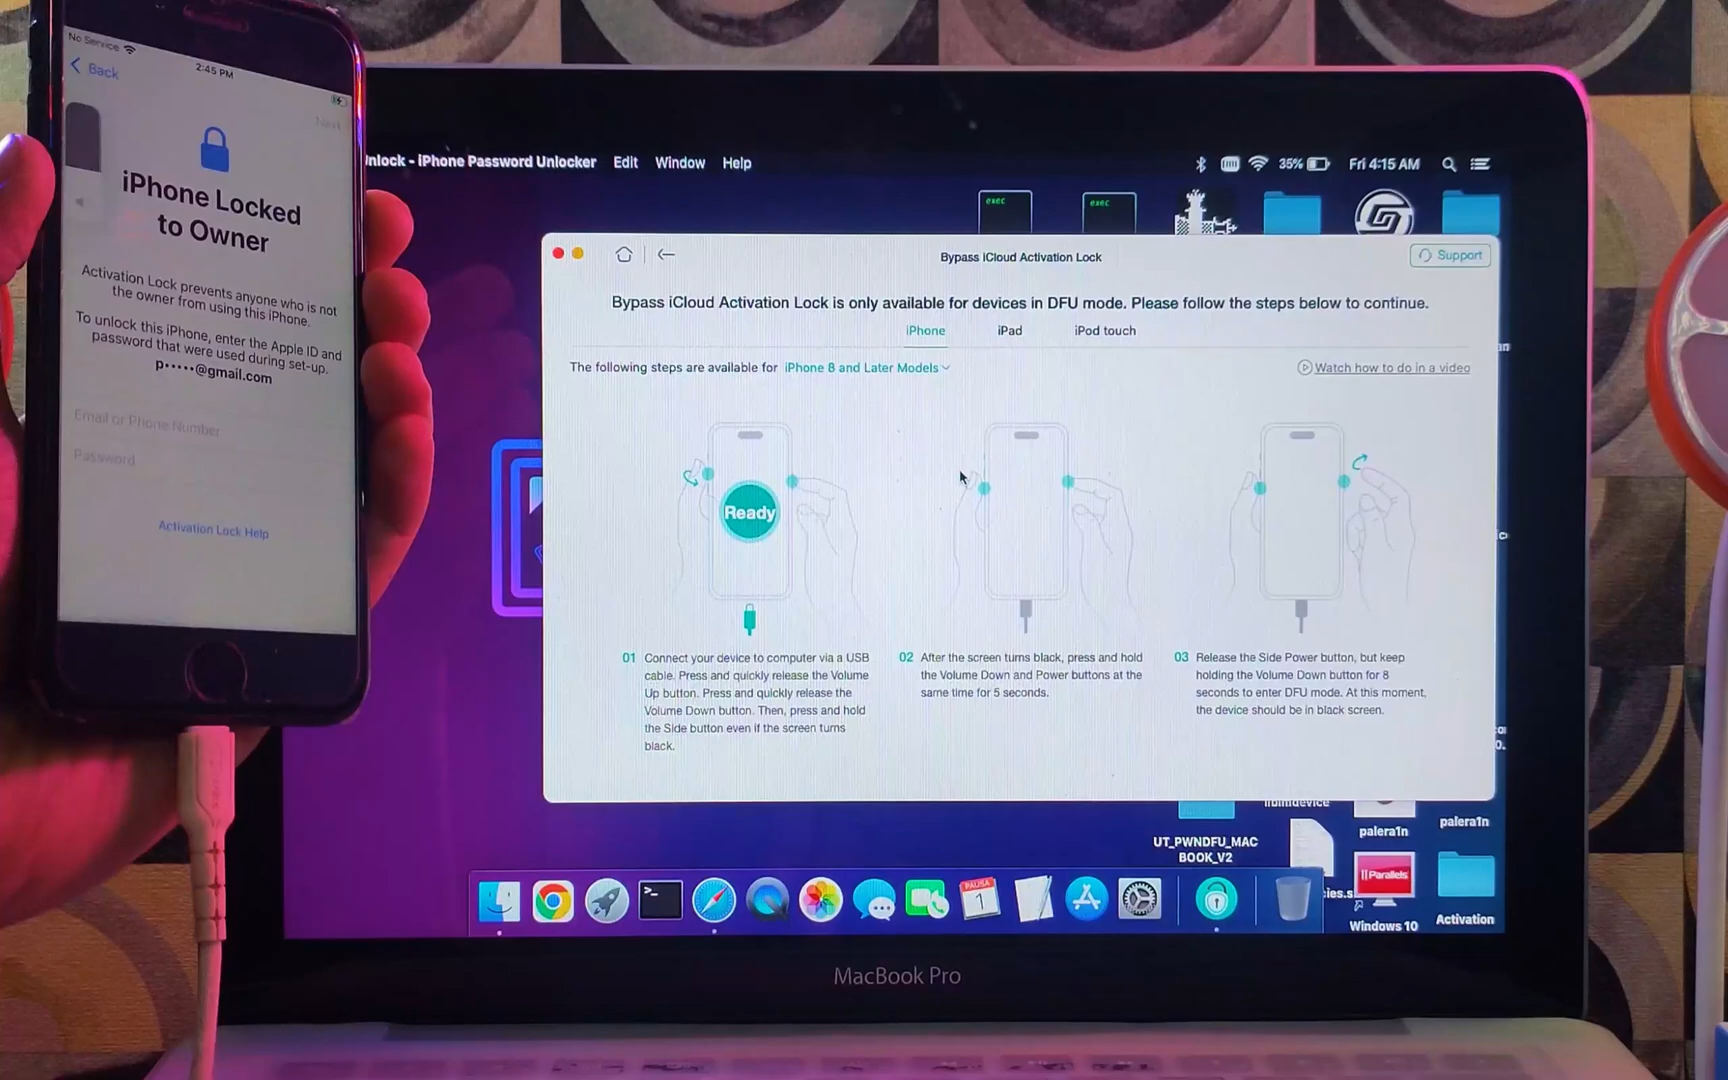 No Service
2:45 PM
Back
Next
iPhone Locked
to Owner
Activation Lock prevents anyone who is not
the owner from using this iPhone.
To unlock this iPhone, enter the Apple ID and
password that were used during set-up.
p•••••@gmail.com
Email or Phone Number
Password
Activation Lock Help
nlock - iPhone Password Unlocker Edit Window Help
35% Fri 4:15 AM
exec exec
Bypass iCloud Activation Lock
Support
Bypass iCloud Activation Lock is only available for devices in DFU mode. Please follow the steps below to continue.
iPhone iPad iPod touch
The following steps are available for iPhone 8 and Later Models
Watch how to do in a video
Ready
01 Connect your device to computer via a USB
cable. Press and quickly release the Volume
Up button. Press and quickly release the
Volume Down button. Then, press and hold
the Side button even if the screen turns
black.
02 After the screen turns black, press and hold
the Volume Down and Power buttons at the
same time for 5 seconds.
03 Release the Side Power button, but keep
holding the Volume Down button for 8
seconds to enter DFU mode. At this moment,
the device should be in black screen.
libimdevice
palera1n
palera1n
UT_PWNDFU_MAC
BOOK_V2
cies.s
Parallels
Windows 10
Activation
PAUSA
1
MacBook Pro